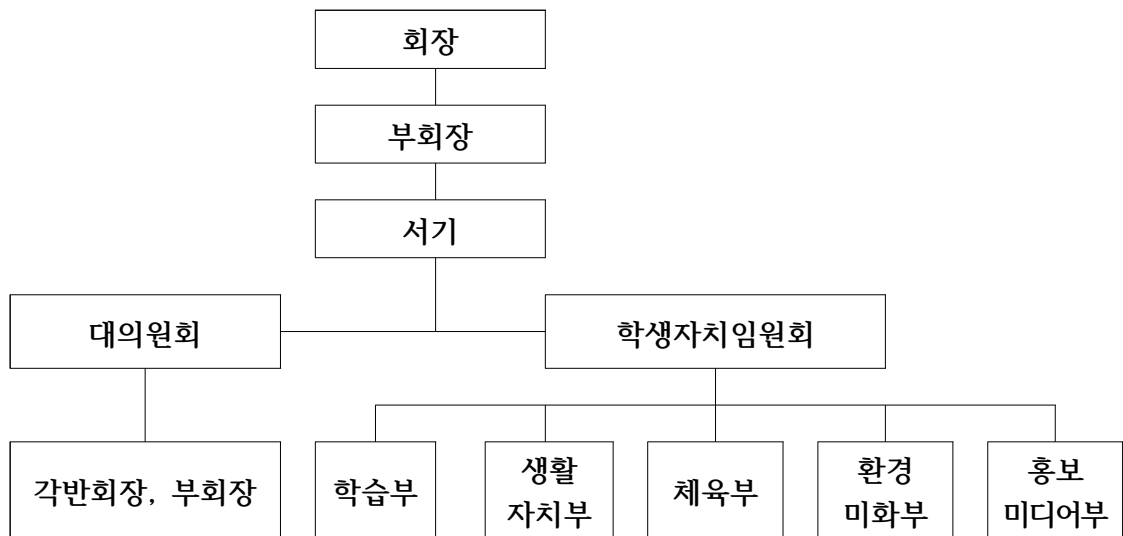 회장
부회장
서기
대의원회
학생자치임원회
각반회장, 부회장
학습부
생활
자치부
체육부
환경
미화부
홍보
미디어부